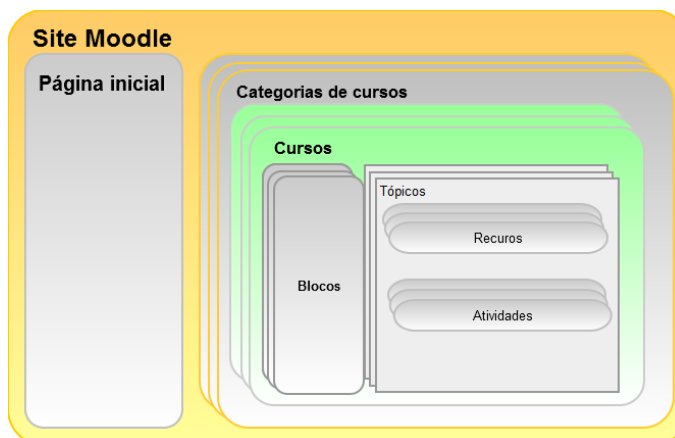 Site Moodle
Página inicial
Categorias de cursos
Cursos
Tópicos
Recuros
Blocos
Atividades